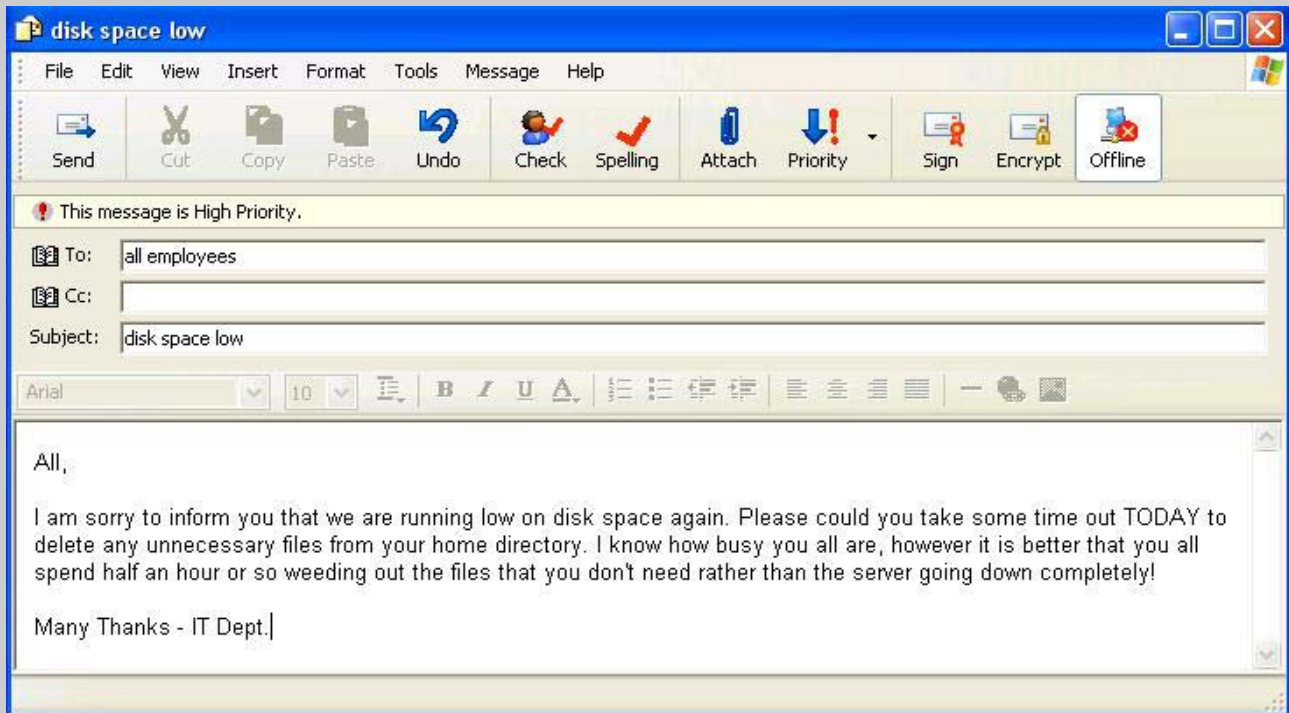 disk space low
File Edit View Insert Format Tools Message Help
Send Cut Copy Paste Undo Check Spelling Attach Priority Sign Encrypt Offline
This message is High Priority.
To: all employees
Cc:
Subject: disk space low
Arial 10 B I U A
All,
I am sorry to inform you that we are running low on disk space again. Please could you take some time out TODAY to
delete any unnecessary files from your home directory. I know how busy you all are, however it is better that you all
spend half an hour or so weeding out the files that you don't need rather than the server going down completely!
Many Thanks - IT Dept.